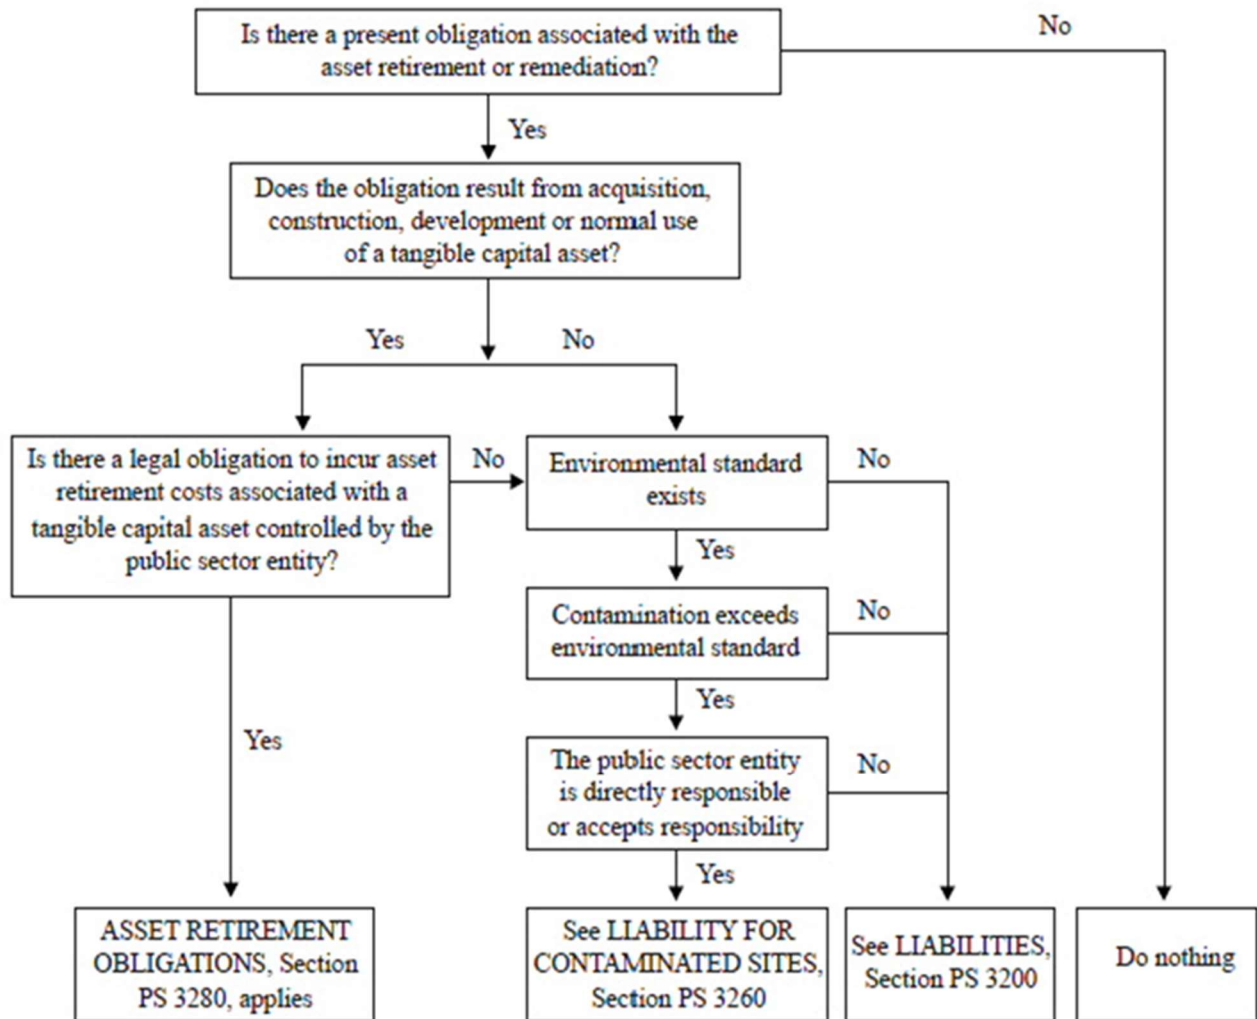 Is there a present obligation associated with the
asset retirement or remediation?
No
Yes
Does the obligation result from acquisition,
construction, development or normal use
of a tangible capital asset?
Yes
No
Is there a legal obligation to incur asset
retirement costs associated with a
tangible capital asset controlled by the
public sector entity?
No
Environmental standard
exists
No
Yes
Contamination exceeds
environmental standard
No
Yes
Yes
The public sector entity
is directly responsible
or accepts responsibility
No
Yes
ASSET RETIREMENT
OBLIGATIONS, Section
PS 3280, applies
See LIABILITY FOR
CONTAMINATED SITES,
Section PS 3260
See LIABILITIES,
Section PS 3200
Do nothing